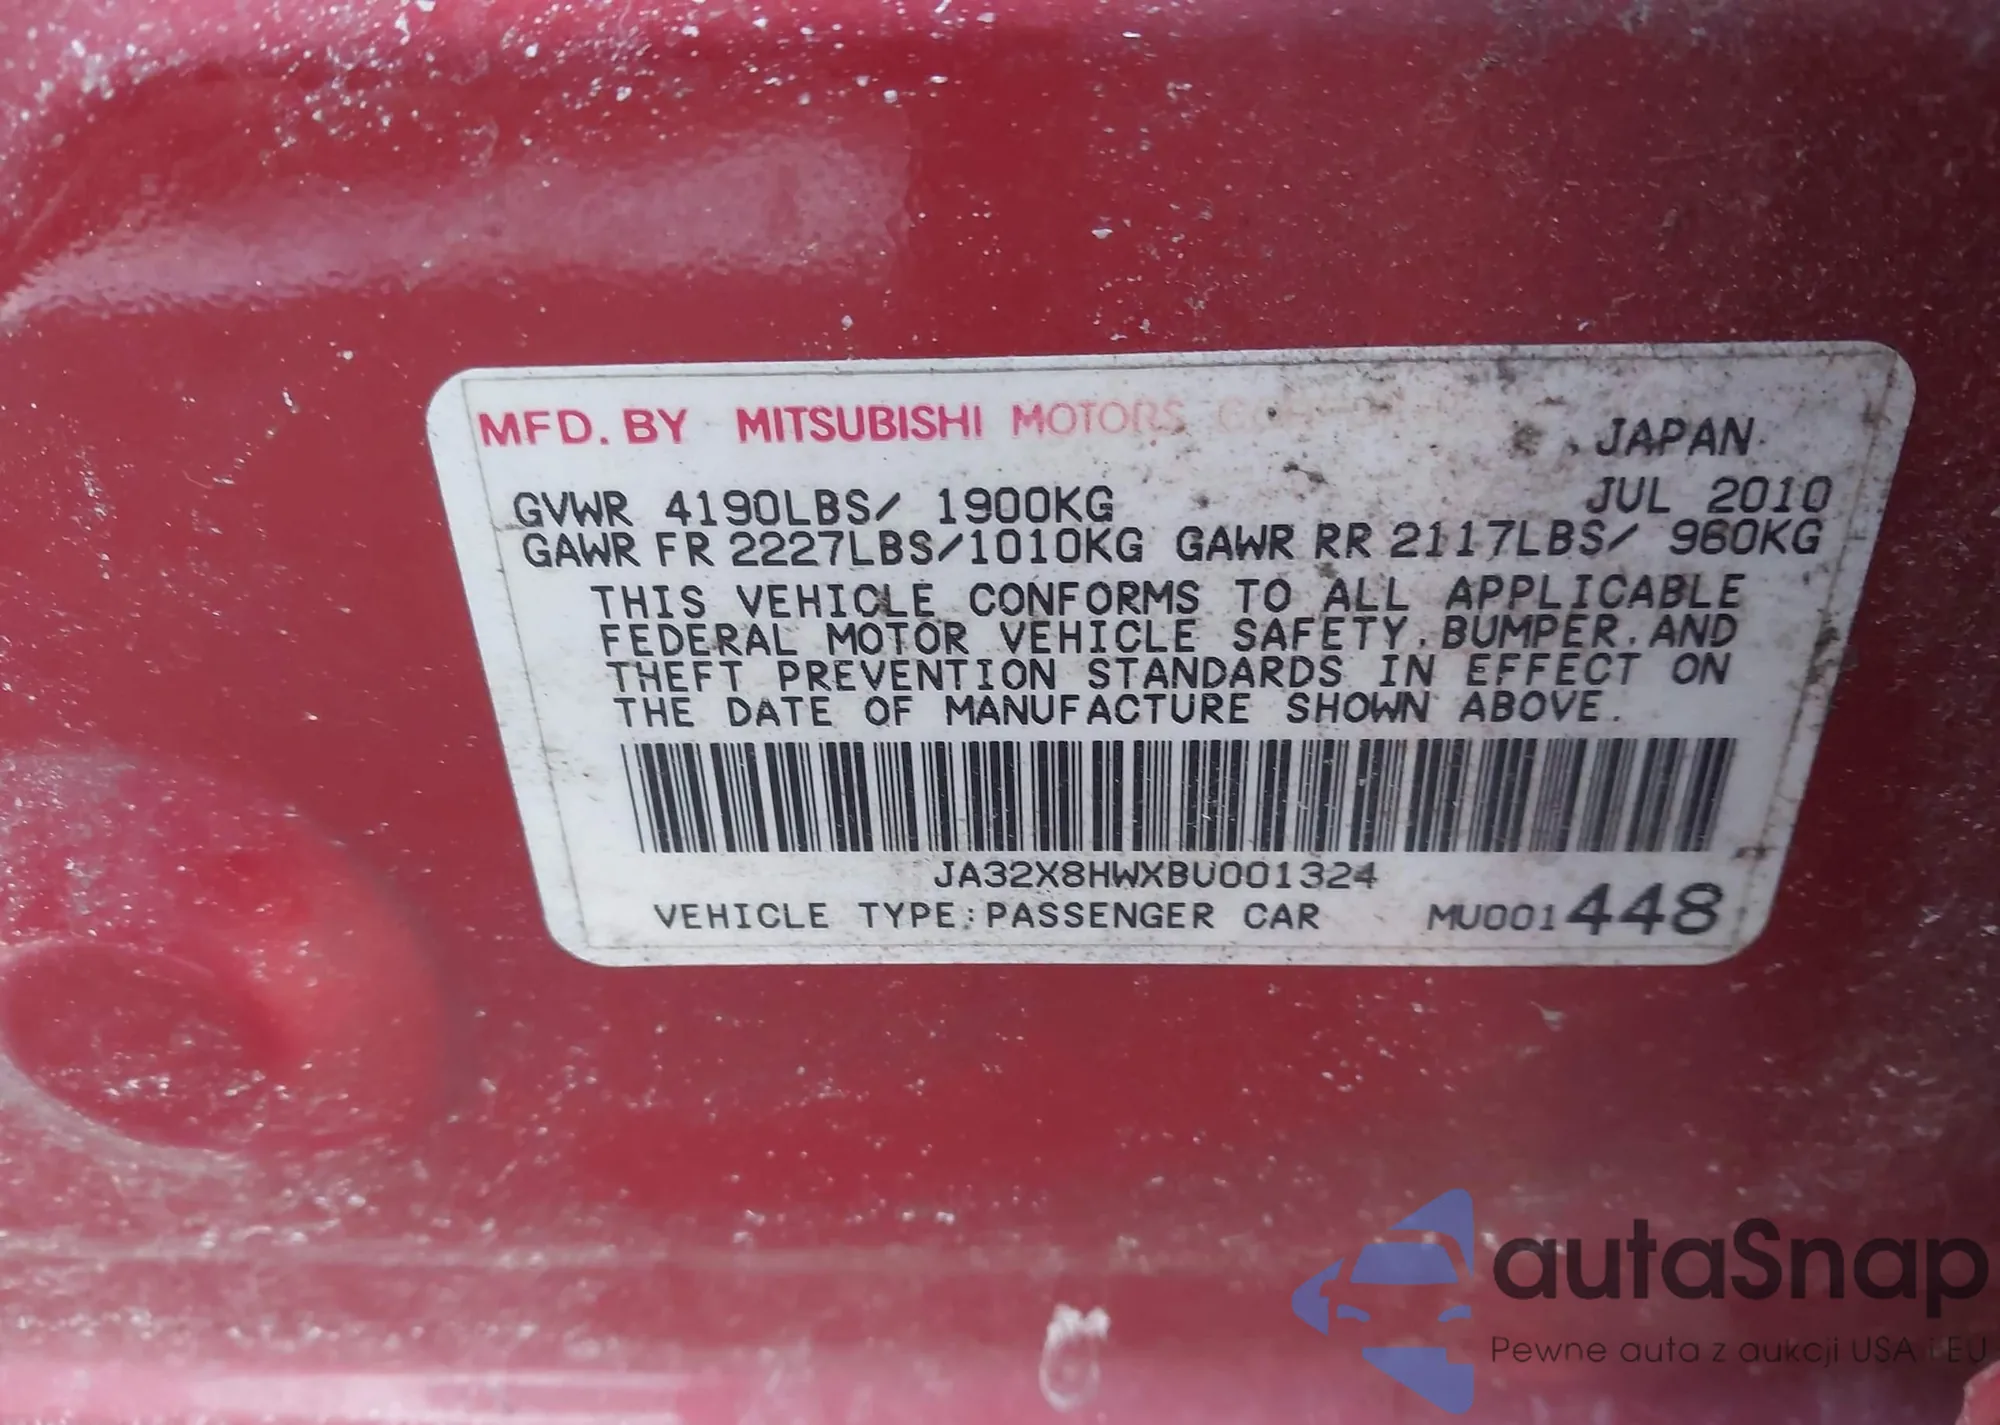 MFD. BY MITSUBISHI MOTORS
JAPAN
GVWR 4190LBS/ 1900KG JUL 2010
GAWR FR 2227LBS/1010KG GAWR RR 2117LBS/ 960KG
THIS VEHICLE CONFORMS TO ALL APPLICABLE
FEDERAL MOTOR VEHICLE SAFETY, BUMPER, AND
THEFT PREVENTION STANDARDS IN EFFECT ON
THE DATE OF MANUFACTURE SHOWN ABOVE.
JA32X8HWXBU001324
VEHICLE TYPE:PASSENGER CAR MU001448
autaSnap
Pewne auta z aukcji USA i EU